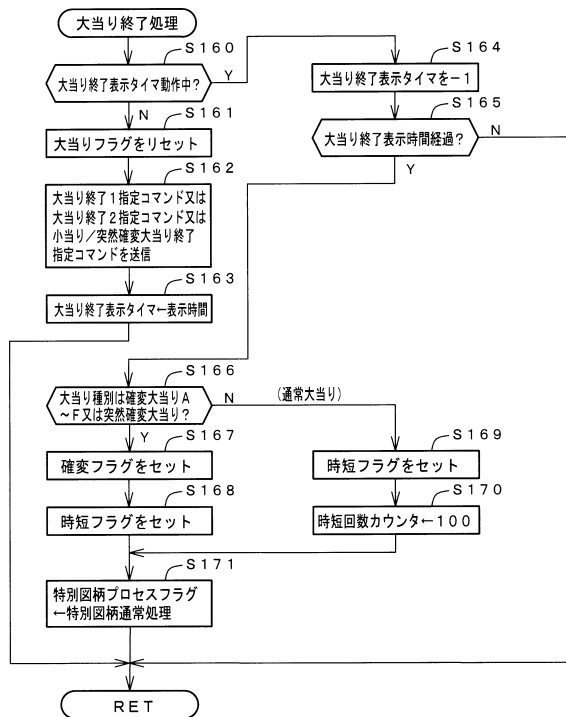 大当り終了処理
S160
大当り終了表示タイマ動作中?
Y
N
S161
大当りフラグをリセット
S162
大当り終了1指定コマンド又は
大当り終了2指定コマンド又は
小当り/突然確変大当り終了
指定コマンドを送信
S163
大当り終了表示タイマ←表示時間
S164
大当り終了表示タイマを-1
S165
大当り終了表示時間経過?
N
Y
S166
大当り種別は確変大当りA
~F又は突然確変大当り?
N
(通常大当り)
Y
S167
確変フラグをセット
S168
時短フラグをセット
S169
時短フラグをセット
S170
時短回数カウンタ←100
S171
特別図柄プロセスフラグ
←特別図柄通常処理
RET